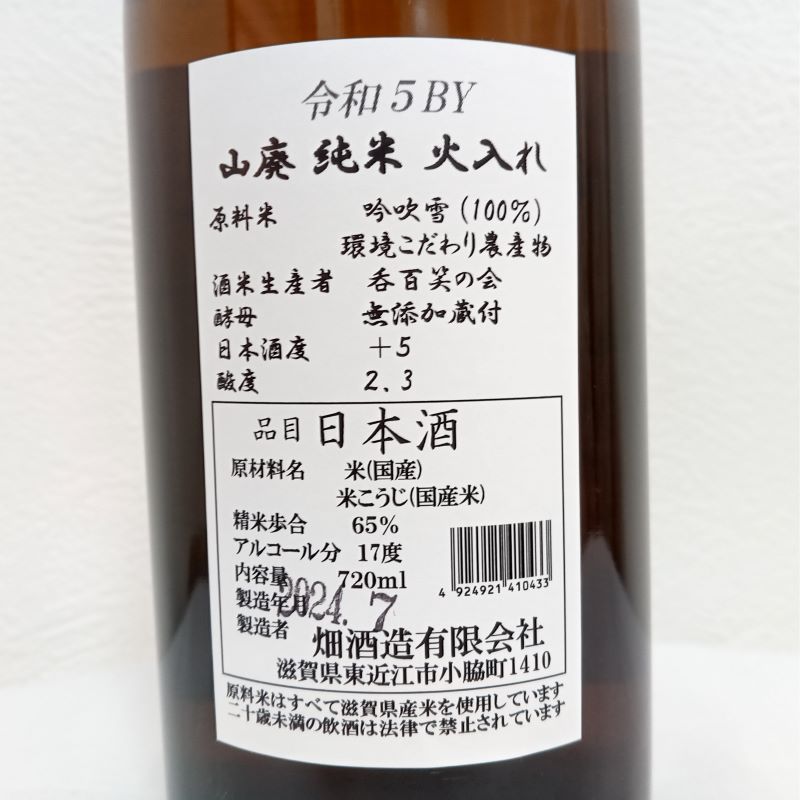 令和5BY
山廃 純米 火入れ
原料米 吟吹雪(100%)
環境こだわり農産物
酒米生産者 呑百笑の会
酵母 無添加蔵付
日本酒度 +5
酸度 2.3
品目 日本酒
原材料名 米(国産)
米こうじ(国産米)
精米歩合 65%
アルコール分 17度
内容量 720ml
製造年月 2024.7
製造者 畑酒造有限会社
滋賀県東近江市小脇町1410
4 924921 410433
原料米はすべて滋賀県産米を使用しています
二十歳未満の飲酒は法律で禁止されています